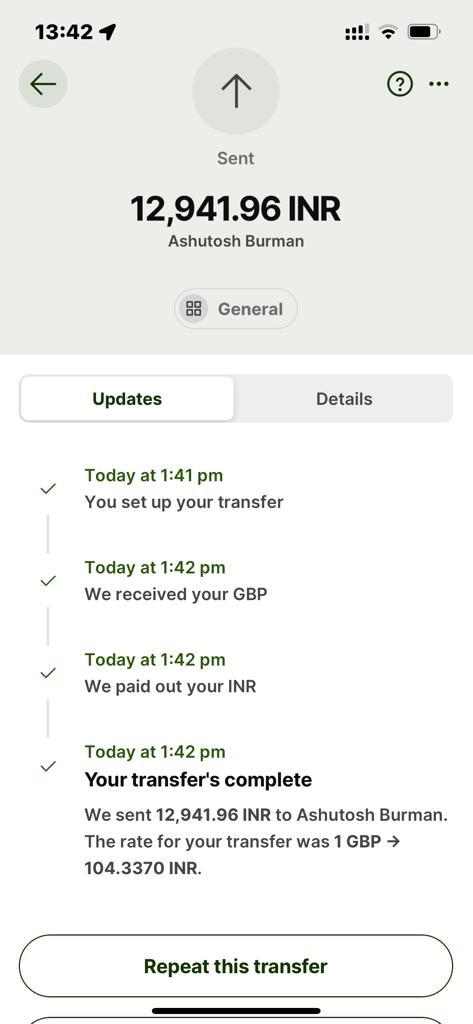 13:42
Sent
12,941.96 INR
Ashutosh Burman
General
Updates
Details
Today at 1:41 pm
You set up your transfer
Today at 1:42 pm
We received your GBP
Today at 1:42 pm
We paid out your INR
Today at 1:42 pm
Your transfer's complete
We sent 12,941.96 INR to Ashutosh Burman.
The rate for your transfer was 1 GBP →
104.3370 INR.
Repeat this transfer